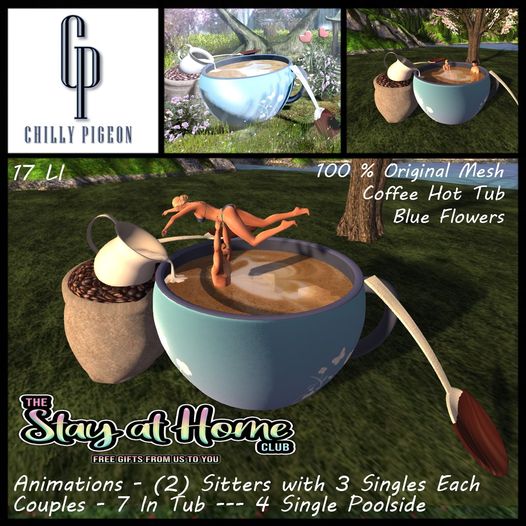 CP
CHILLY PIGEON
17 LI
100 % Original Mesh
Coffee Hot Tub
Blue Flowers
THE
Stay at Home
CLUB
FREE GIFTS FROM US TO YOU
Animations - (2) Sitters with 3 Singles Each
Couples - 7 In Tub --- 4 Single Poolside